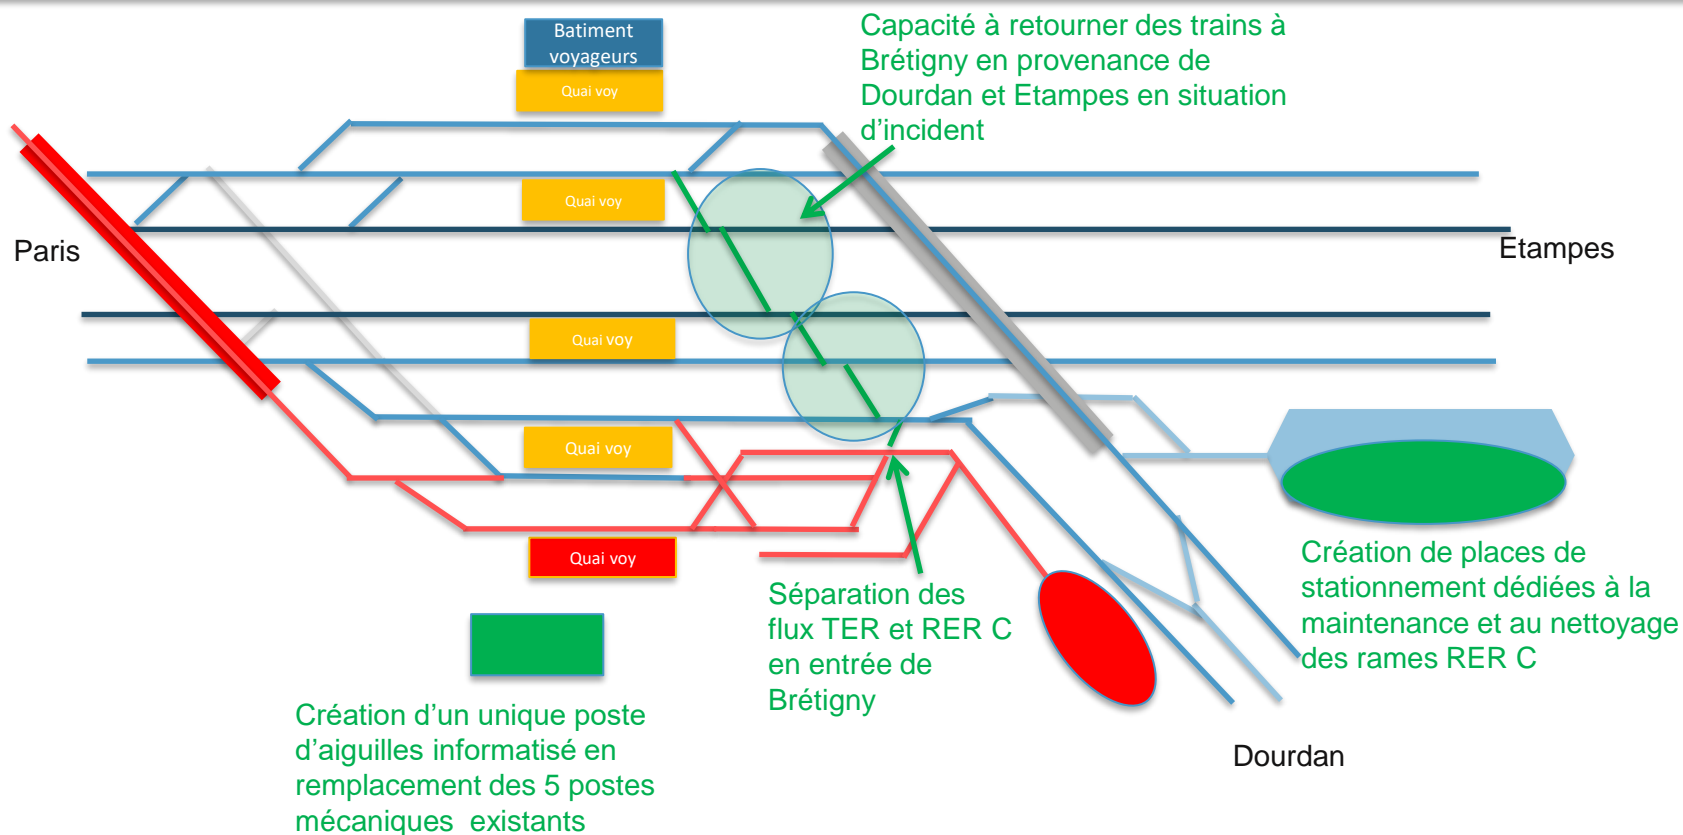 Batiment
voyageurs
Quai voy
Capacité à retourner des trains à
Brétigny en provenance de
Dourdan et Etampes en situation
d’incident
Quai voy
Paris
Etampes
Quai voy
Quai voy
Quai voy
Séparation des
flux TER et RER C
en entrée de
Brétigny
Création de places de
stationnement dédiées à la
maintenance et au nettoyage
des rames RER C
Création d’un unique poste
d’aiguilles informatisé en
remplacement des 5 postes
mécaniques existants
Dourdan